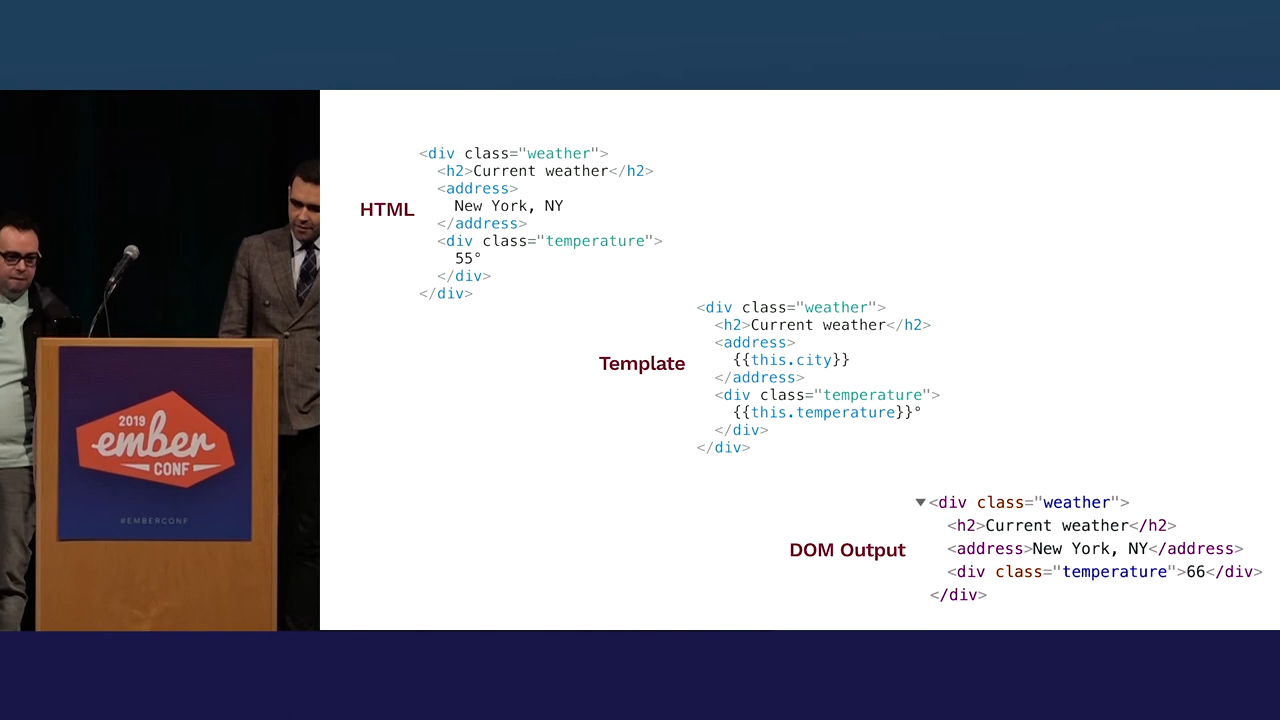 <div class="weather">
<h2>Current weather</h2>
<address>
HTML
New York, NY
</address>
<div class="temperature">
55°
</div>
</div>
<div class="weather">
<h2>Current weather</h2>
<address>
Template
{{this.city}}
</address>
<div class="temperature">
{{this.temperature}}°
</div>
</div>
▼<div class="weather">
<h2>Current weather</h2>
DOM Output
<address>New York, NY</address>
<div class="temperature">66</div>
</div>
2019
ember
CONF
#EMBERCONF